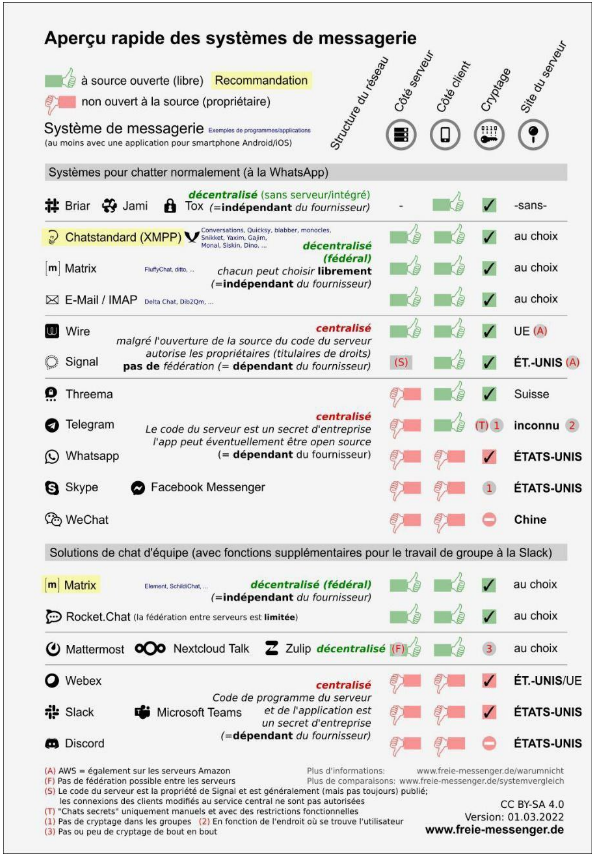 Aperçu rapide des systèmes de messagerie
à source ouverte (libre) Recommandation
non ouvert à la source (propriétaire)
Système de messagerie Exemples de programmes/applications
(au moins avec une application pour smartphone Android/iOS)
Structure du réseau
Côté serveur
Côté client
Cryptage
Site du serveur
Systèmes pour chatter normalement (à la WhatsApp)
décentralisé (sans serveur/intégré)
Briar Jami Tox (=indépendant du fournisseur) - ✓ -sans-
Chatstandard (XMPP) Conversations, Quicksy, blabber, monocles, ✓ au choix
Snikket, Yaxim, Gajim,
Monal, Siskin, Dino, ...
décentralisé
(fédéral)
[m] Matrix FluffyChat, ditto, ... chacun peut choisir librement ✓ au choix
(=indépendant du fournisseur)
E-Mail / IMAP Delta Chat, Dib2Qm, ... ✓ au choix
Wire centralisé ✓ UE (A)
malgré l'ouverture de la source du code du serveur
autorise les propriétaires (titulaires de droits)
Signal pas de fédération (= dépendant du fournisseur) (S) ✓ ÉT.-UNIS (A)
Threema ✓ Suisse
centralisé
Telegram Le code du serveur est un secret d'entreprise (T) 1 inconnu 2
l'app peut éventuellement être open source
Whatsapp (= dépendant du fournisseur) ✓ ÉTATS-UNIS
Skype Facebook Messenger 1 ÉTATS-UNIS
WeChat Chine
Solutions de chat d'équipe (avec fonctions supplémentaires pour le travail de groupe à la Slack)
[m] Matrix Element, SchildiChat, ... décentralisé (fédéral) ✓ au choix
(=indépendant du fournisseur)
Rocket.Chat (la fédération entre serveurs est limitée) ✓ au choix
Mattermost Nextcloud Talk Zulip décentralisé (F) 3 au choix
Webex centralisé ✓ ÉT.-UNIS/UE
Code de programme du serveur
Slack Microsoft Teams et de l'application est ✓ ÉTATS-UNIS
un secret d'entreprise
Discord (=dépendant du fournisseur) ÉTATS-UNIS
(A) AWS = également sur les serveurs Amazon
(F) Pas de fédération possible entre les serveurs
(S) Le code du serveur est la propriété de Signal et est généralement (mais pas toujours) publié;
les connexions des clients modifiés au service central ne sont pas autorisées
(T) "Chats secrets" uniquement manuels et avec des restrictions fonctionnelles
(1) Pas de cryptage dans les groupes (2) En fonction de l'endroit où se trouve l'utilisateur
(3) Pas ou peu de cryptage de bout en bout
Plus d'informations: www.freie-messenger.de/warumnicht
Plus de comparaisons: www.freie-messenger.de/systemvergleich
CC BY-SA 4.0
Version: 01.03.2022
www.freie-messenger.de